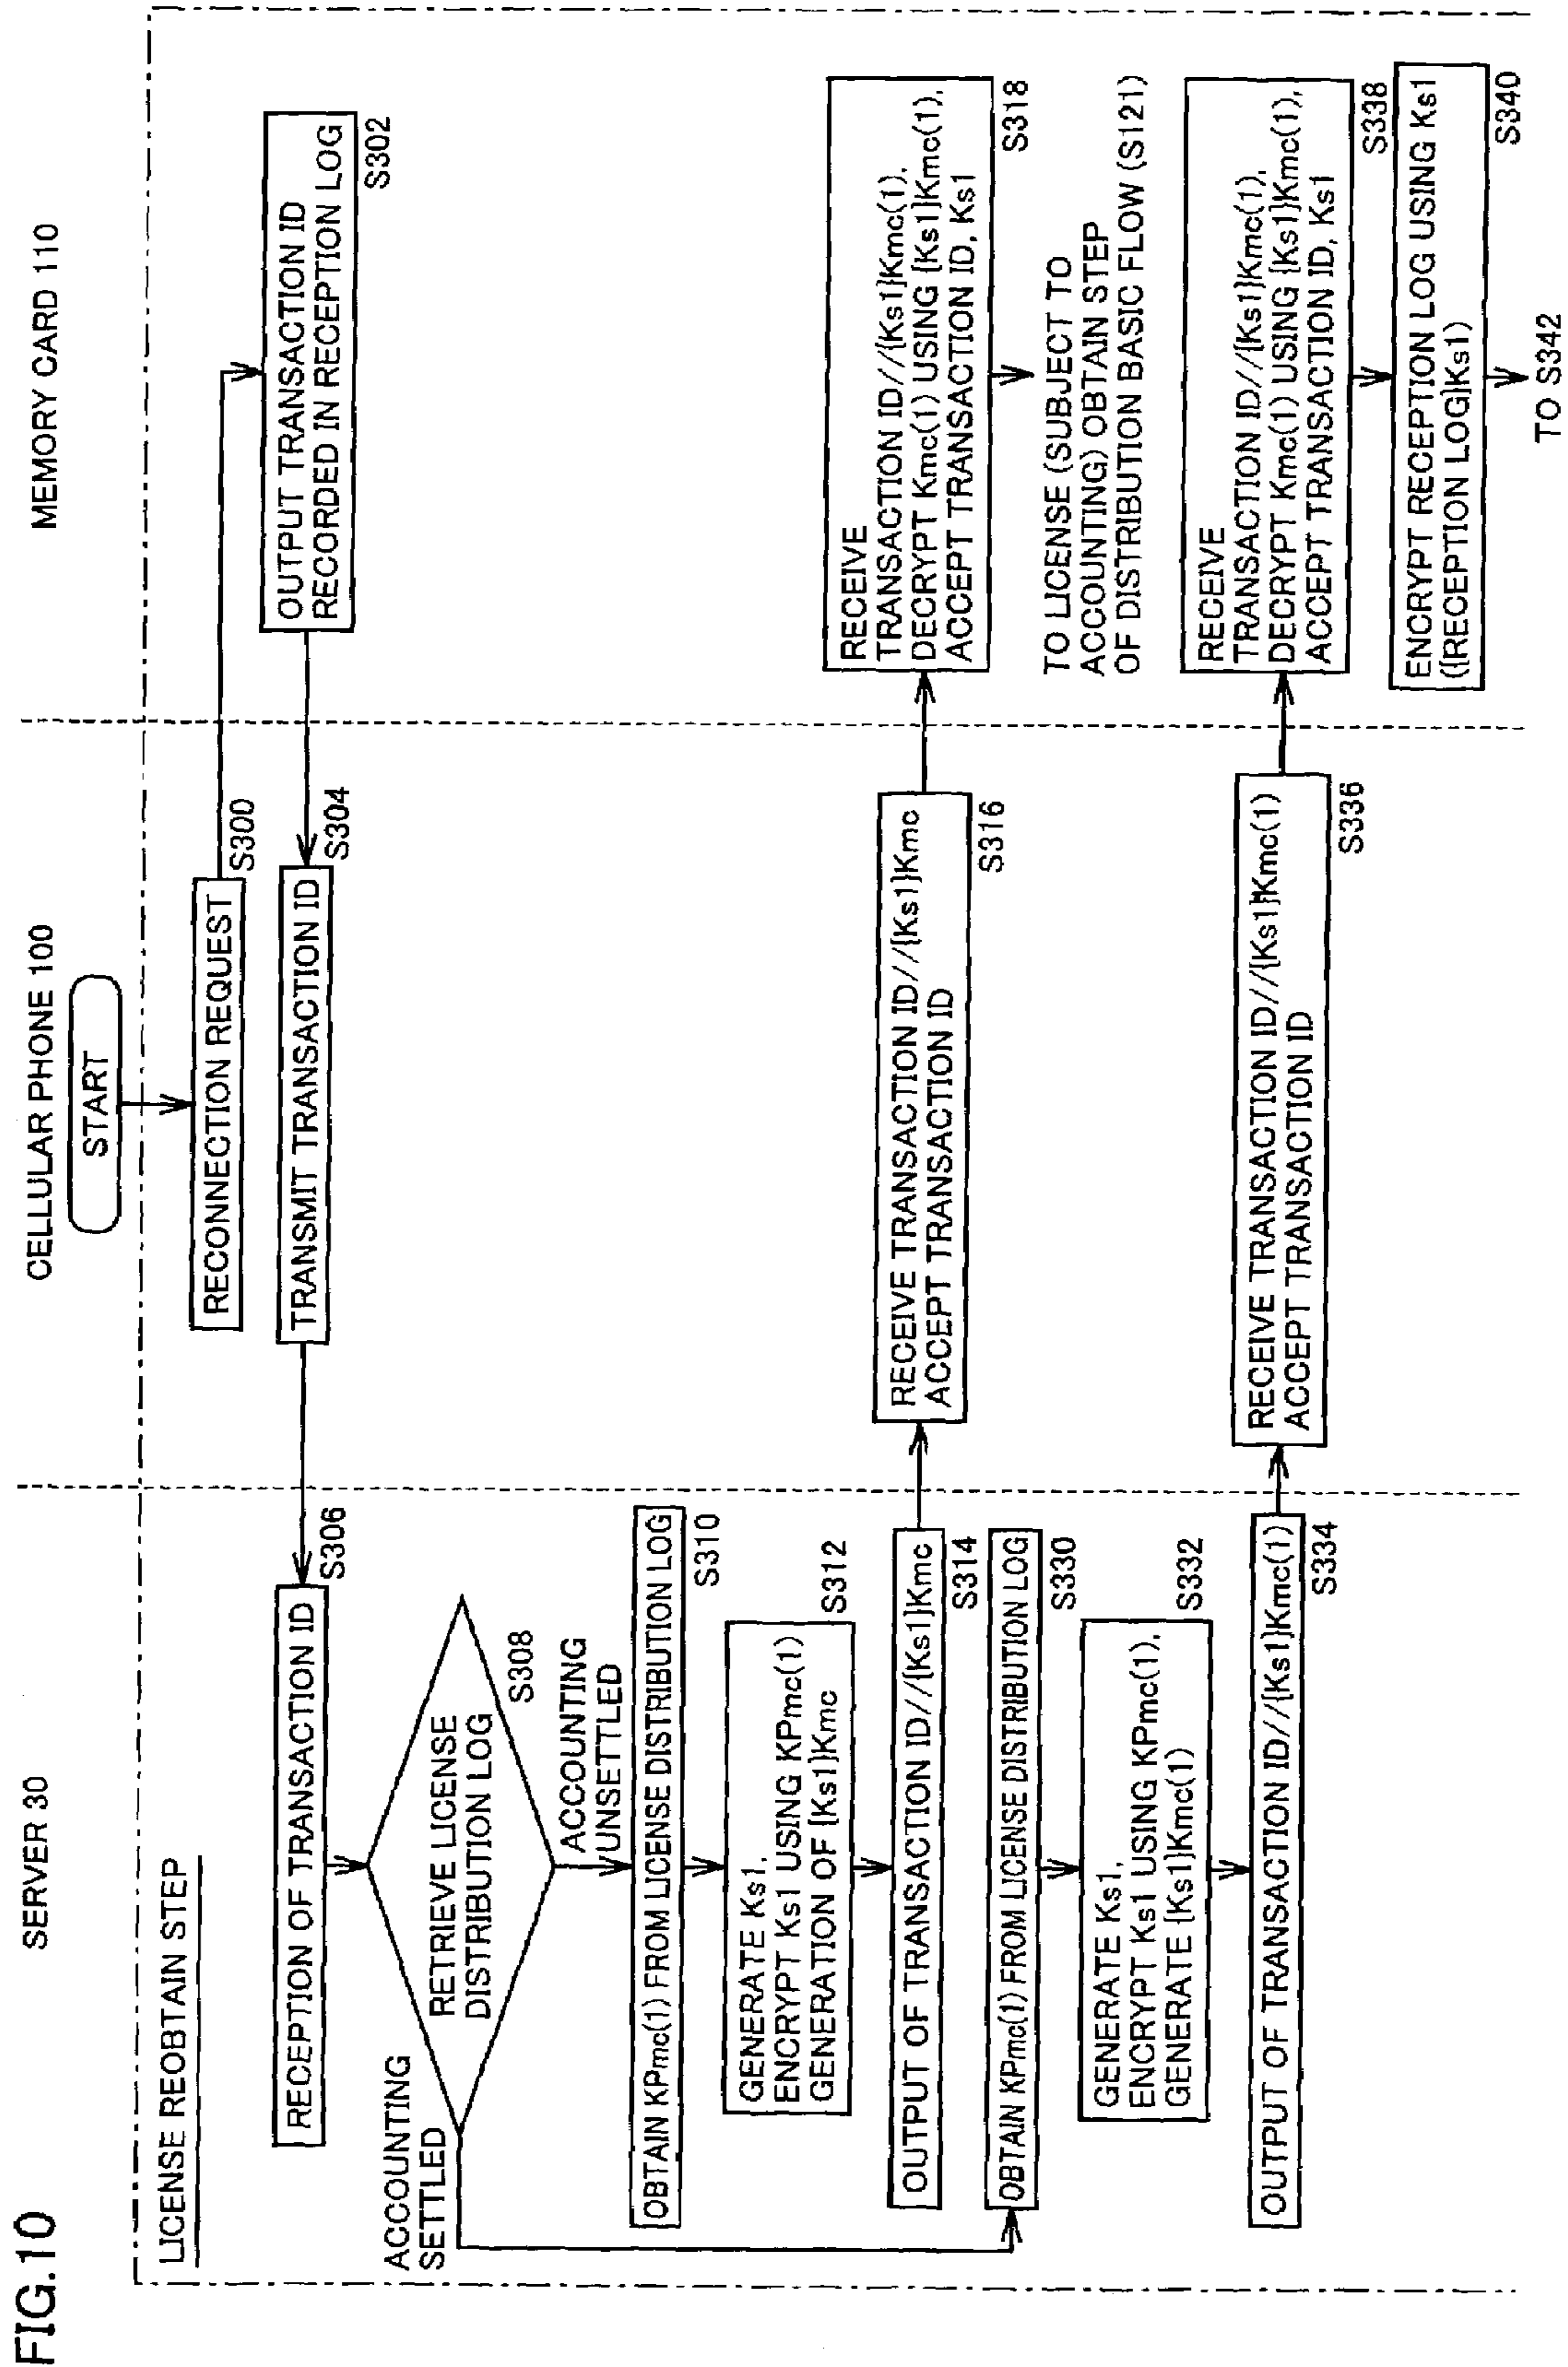 FIG.10
SERVER 30
CELLULAR PHONE 100
MEMORY CARD 110
LICENSE REOBTAIN STEP
START
RECONNECTION REQUEST
S300
OUTPUT TRANSACTION ID
RECORDED IN RECEPTION LOG
S302
TRANSMIT TRANSACTION ID
S304
RECEPTION OF TRANSACTION ID
S306
RETRIEVE LICENSE
DISTRIBUTION LOG
S308
ACCOUNTING
SETTLED
ACCOUNTING
UNSETTLED
OBTAIN KPmc(1) FROM LICENSE DISTRIBUTION LOG
S310
GENERATE Ks1,
ENCRYPT Ks1 USING KPmc(1)
GENERATION OF {Ks1}Kmc
S312
OUTPUT OF TRANSACTION ID//{Ks1}Kmc
S314
RECEIVE TRANSACTION ID//{Ks1}Kmc
ACCEPT TRANSACTION ID
S316
RECEIVE
TRANSACTION ID//{Ks1}Kmc(1),
DECRYPT Kmc(1) USING {Ks1}Kmc(1),
ACCEPT TRANSACTION ID, Ks1
S318
TO LICENSE (SUBJECT TO
ACCOUNTING) OBTAIN STEP
OF DISTRIBUTION BASIC FLOW (S121)
OBTAIN KPmc(1) FROM LICENSE DISTRIBUTION LOG
S330
GENERATE Ks1,
ENCRYPT Ks1 USING KPmc(1),
GENERATE {Ks1}Kmc(1)
S332
OUTPUT OF TRANSACTION ID//{Ks1}Kmc(1)
S334
RECEIVE TRANSACTION ID//{Ks1}Kmc(1)
ACCEPT TRANSACTION ID
S336
RECEIVE
TRANSACTION ID//{Ks1}Kmc(1),
DECRYPT Kmc(1) USING {Ks1}Kmc(1),
ACCEPT TRANSACTION ID, Ks1
S338
ENCRYPT RECEPTION LOG USING Ks1
({RECEPTION LOG}Ks1)
S340
TO S342